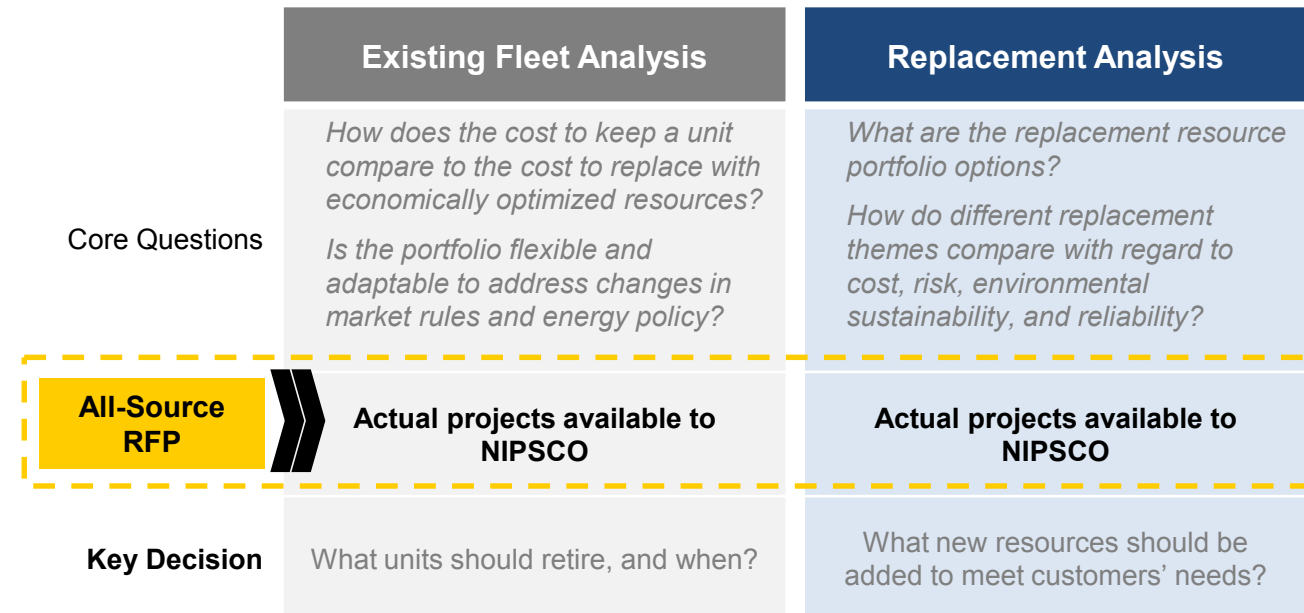 Existing Fleet Analysis
Replacement Analysis
Core Questions
How does the cost to keep a unit
compare to the cost to replace with
economically optimized resources?
Is the portfolio flexible and
adaptable to address changes in
market rules and energy policy?
What are the replacement resource
portfolio options?
How do different replacement
themes compare with regard to
cost, risk, environmental
sustainability, and reliability?
All-Source
RFP
Actual projects available to
NIPSCO
Actual projects available to
NIPSCO
Key Decision
What units should retire, and when?
What new resources should be
added to meet customers’ needs?